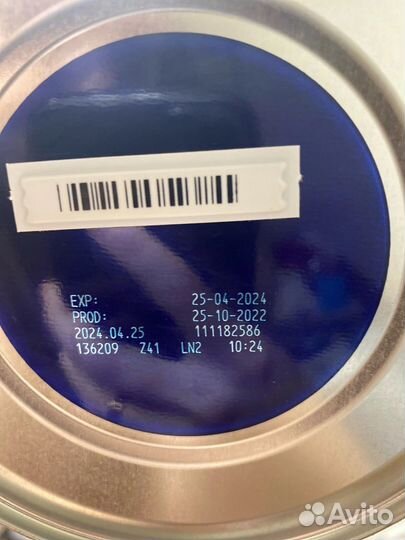 EXP: 25-04-2024
PROD: 25-10-2022
2024.04.25 111182586
136209 Z41 LN2 10:24
Avito